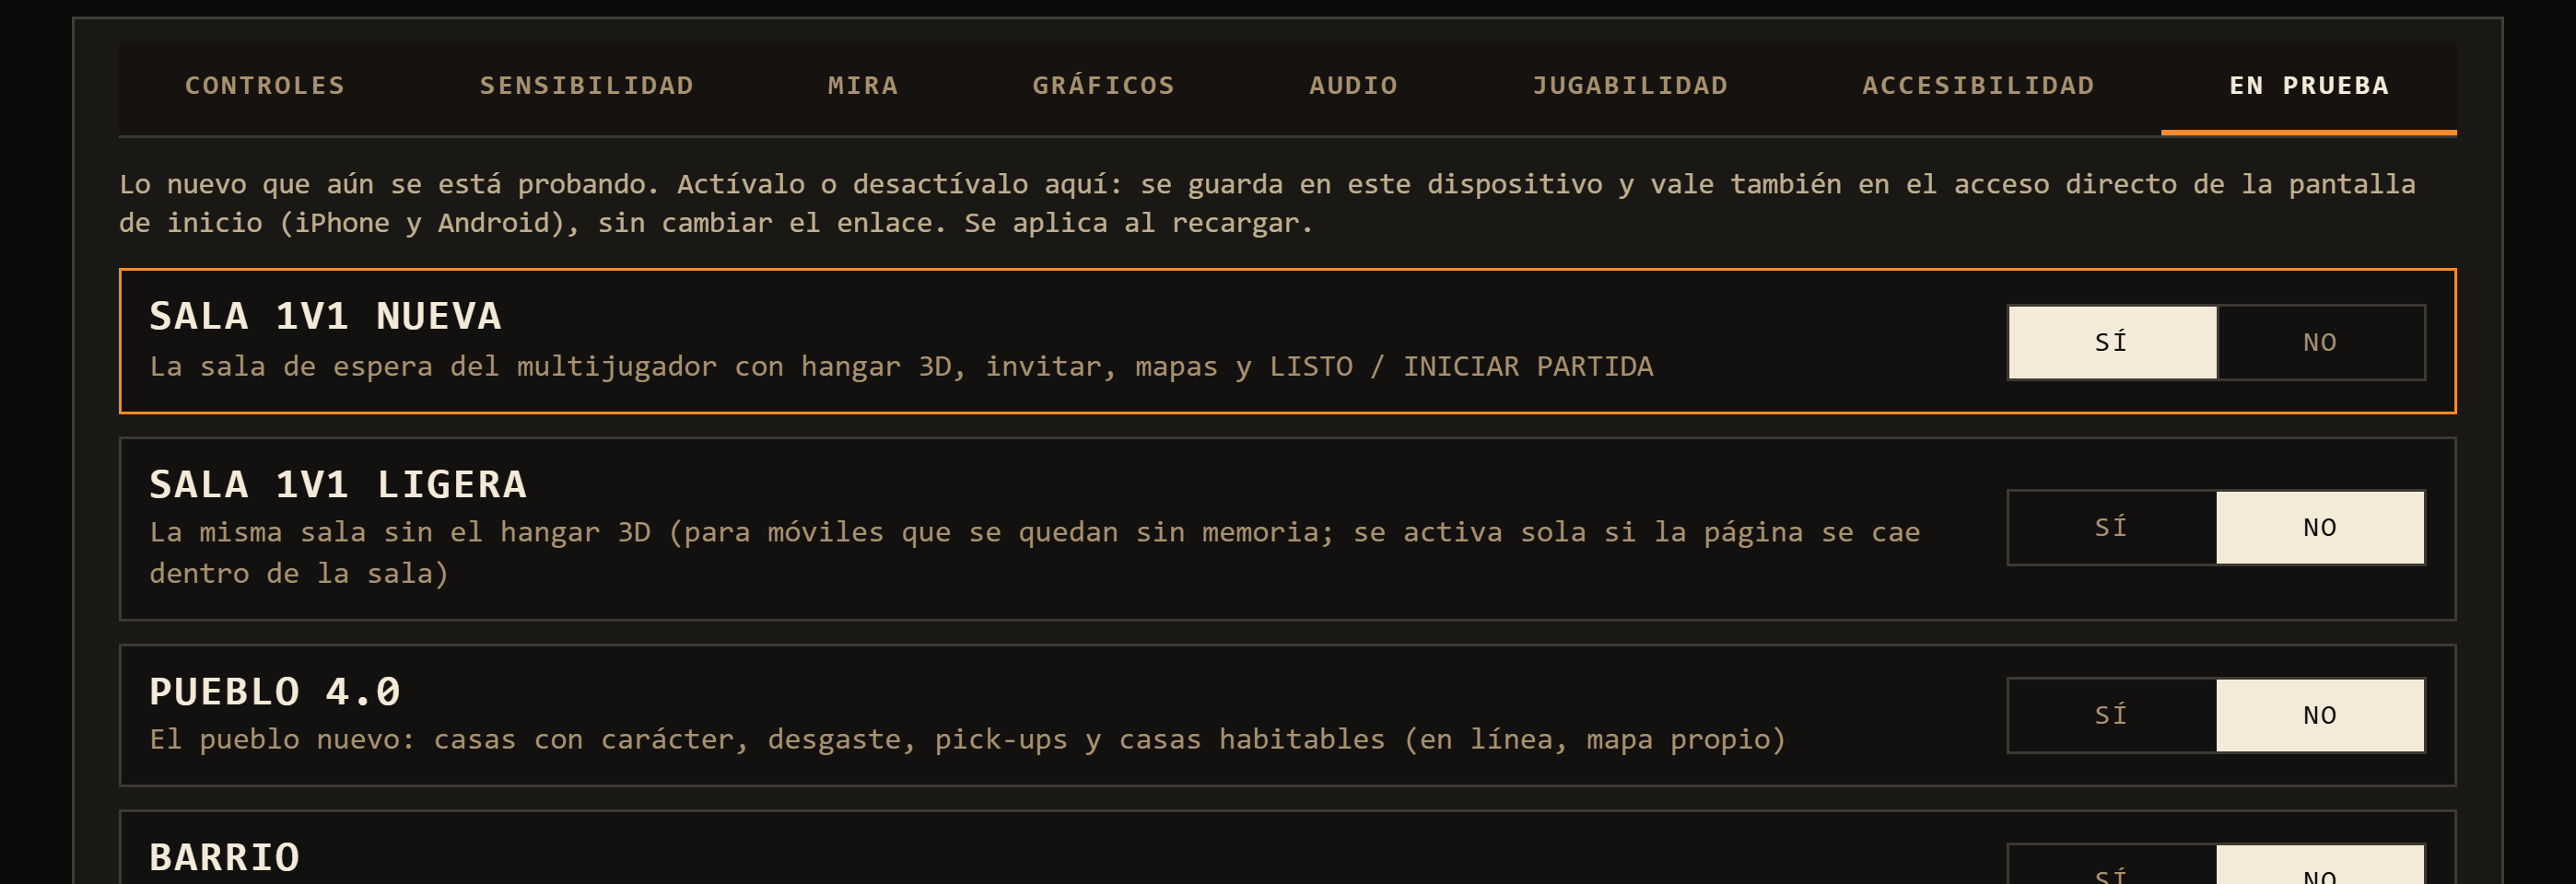 CONTROLES SENSIBILIDAD MIRA GRÁFICOS AUDIO JUGABILIDAD ACCESIBILIDAD EN PRUEBA
Lo nuevo que aún se está probando. Actívalo o desactívalo aquí: se guarda en este dispositivo y vale también en el acceso directo de la pantalla
de inicio (iPhone y Android), sin cambiar el enlace. Se aplica al recargar.
SALA 1V1 NUEVA
La sala de espera del multijugador con hangar 3D, invitar, mapas y LISTO / INICIAR PARTIDA
SÍ NO
SALA 1V1 LIGERA
La misma sala sin el hangar 3D (para móviles que se quedan sin memoria; se activa sola si la página se cae
dentro de la sala)
SÍ NO
PUEBLO 4.0
El pueblo nuevo: casas con carácter, desgaste, pick-ups y casas habitables (en línea, mapa propio)
SÍ NO
BARRIO
SÍ NO